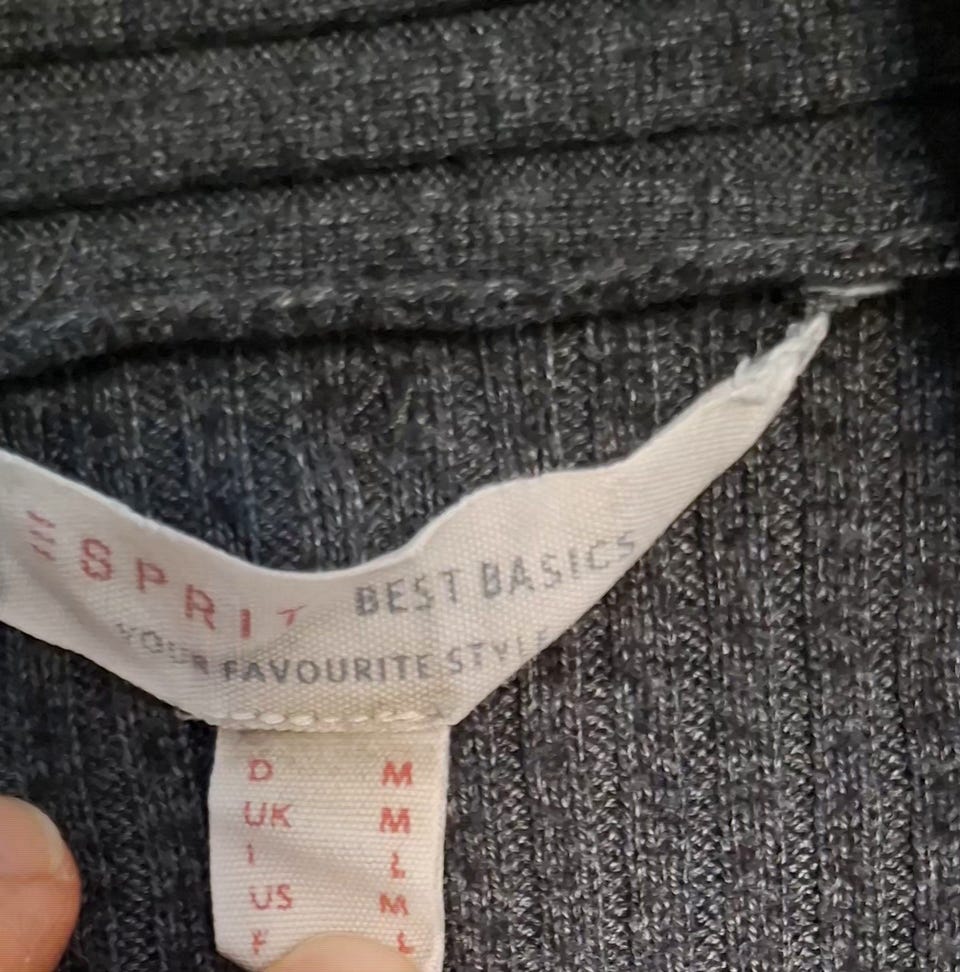 ESPRIT BEST BASICS
YOUR FAVOURITE STYLE
D M
UK M
I L
US M
F L